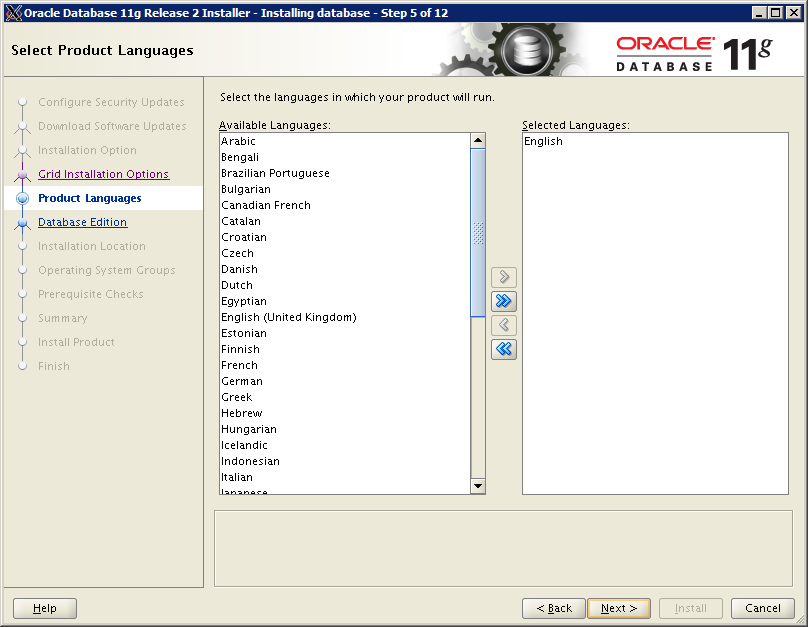 Oracle Database 11g Release 2 Installer - Installing database - Step 5 of 12
Select Product Languages
ORACLE
DATABASE 11g
Configure Security Updates
Download Software Updates
Installation Option
Grid Installation Options
Product Languages
Database Edition
Installation Location
Operating System Groups
Prerequisite Checks
Summary
Install Product
Finish
Select the languages in which your product will run.
Available Languages:
Arabic
Bengali
Brazilian Portuguese
Bulgarian
Canadian French
Catalan
Croatian
Czech
Danish
Dutch
Egyptian
English (United Kingdom)
Estonian
Finnish
French
German
Greek
Hebrew
Hungarian
Icelandic
Indonesian
Italian
Japanese
Selected Languages:
English
Help
< Back
Next >
Install
Cancel